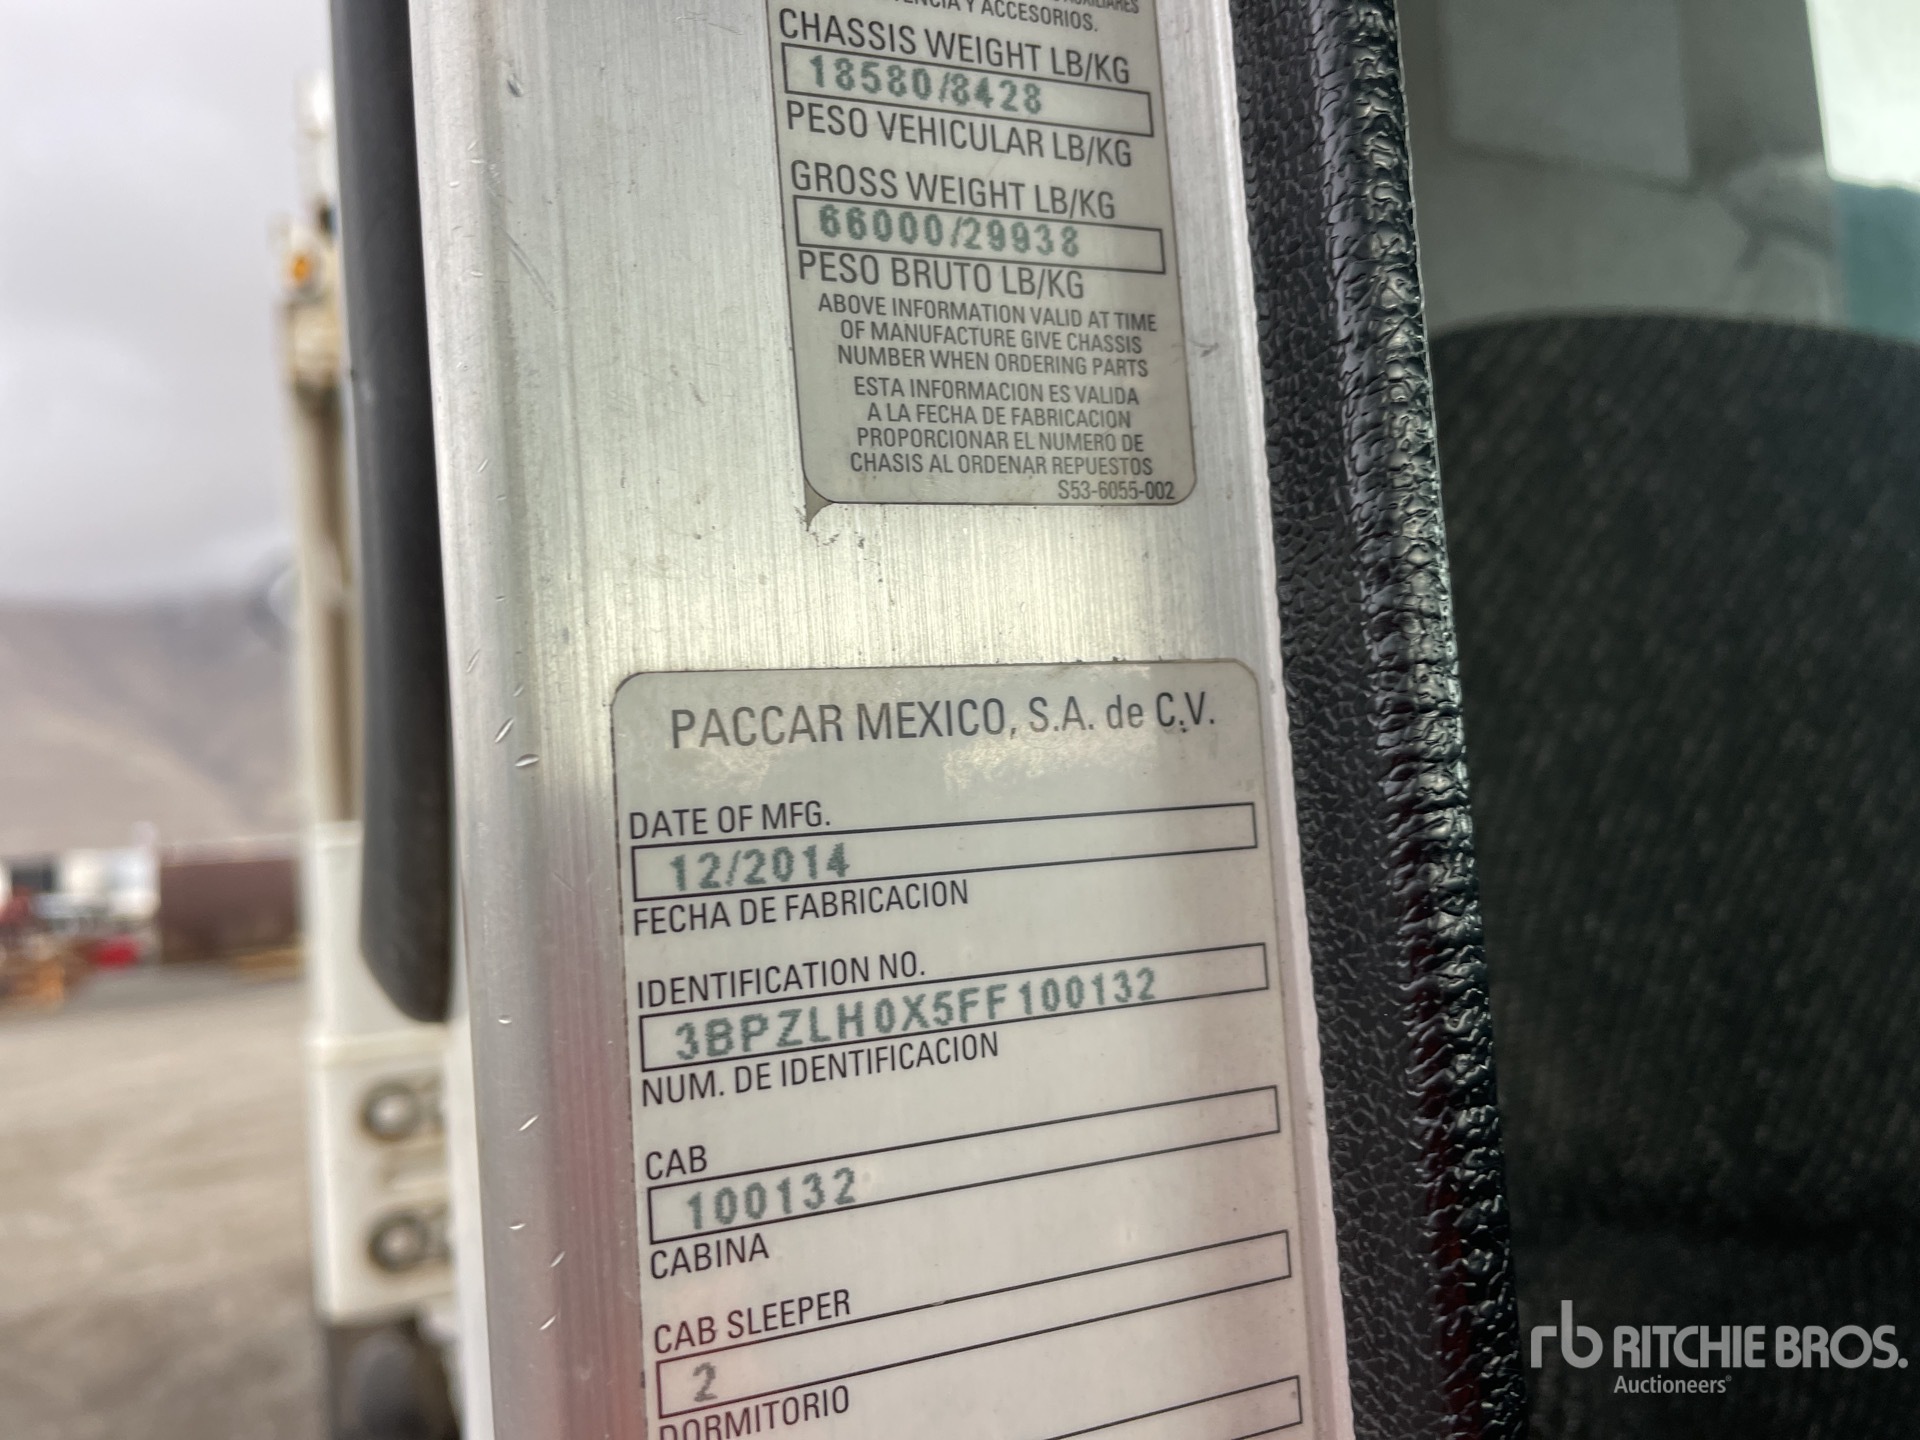 Y ACCESORIOS.
CHASSIS WEIGHT LB/KG
18580/8428
PESO VEHICULAR LB/KG
GROSS WEIGHT LB/KG
66000/29938
PESO BRUTO LB/KG
ABOVE INFORMATION VALID AT TIME
OF MANUFACTURE GIVE CHASSIS
NUMBER WHEN ORDERING PARTS
ESTA INFORMACION ES VALIDA
A LA FECHA DE FABRICACION
PROPORCIONAR EL NUMERO DE
CHASIS AL ORDENAR REPUESTOS
S53-6055-002
PACCAR MEXICO, S.A. de C.V.
DATE OF MFG.
12/2014
FECHA DE FABRICACION
IDENTIFICATION NO.
3BPZLH0X5FF100132
NUM. DE IDENTIFICACION
CAB
100132
CABINA
CAB SLEEPER
2
DORMITORIO
rb RITCHIE BROS.
Auctioneers®